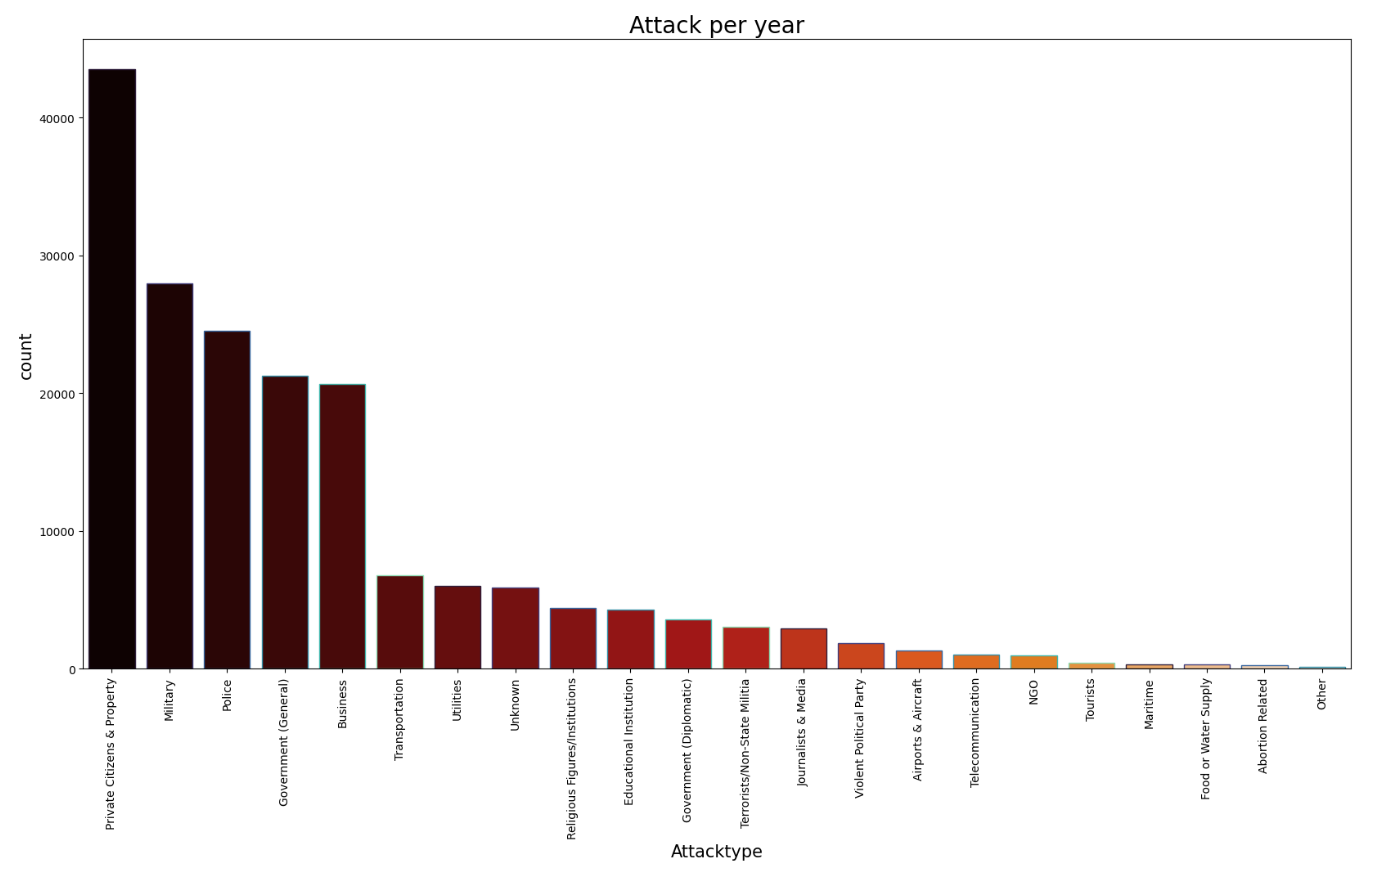 Attack per year
count
40000
30000
20000
10000
0
Private Citizens & Property
Military
Police
Government (General)
Business
Transportation
Utilities
Unknown
Religious Figures/Institutions
Educational Institution
Government (Diplomatic)
Terrorists/Non-State Militia
Journalists & Media
Violent Political Party
Airports & Aircraft
Telecommunication
NGO
Tourists
Maritime
Food or Water Supply
Abortion Related
Other
Attacktype